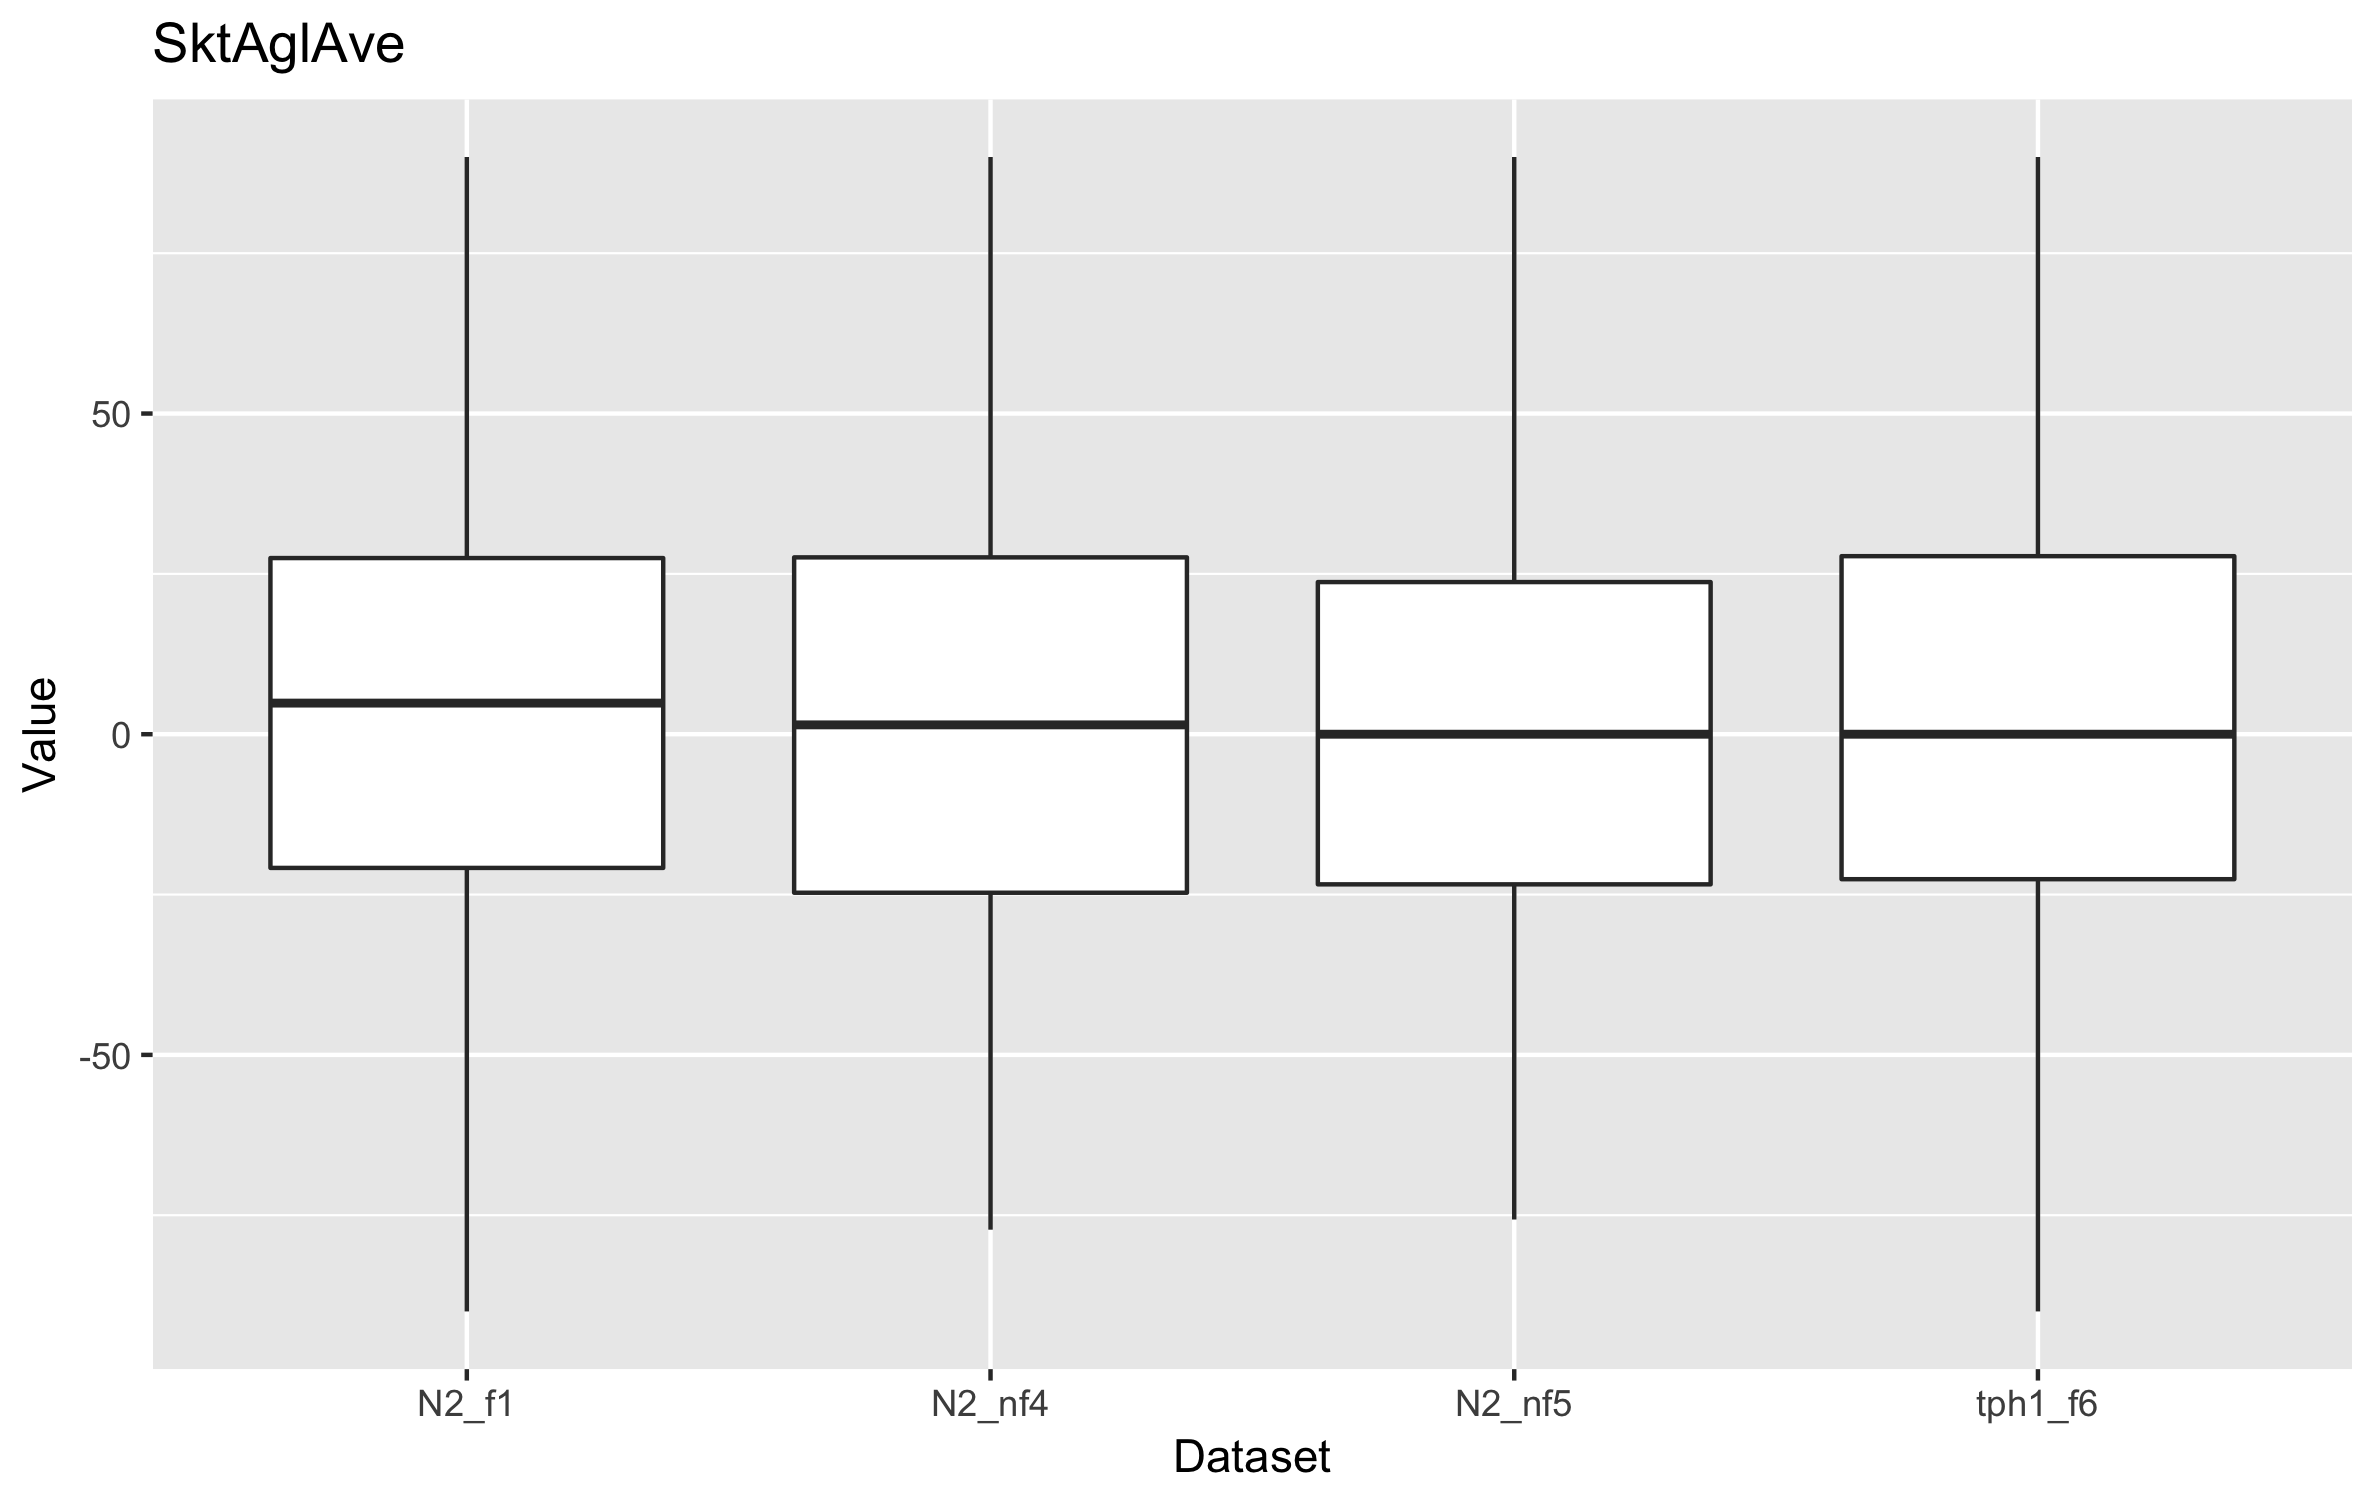 SktAglAve
Value
50
0
-50
N2_f1
N2_nf4
N2_nf5
tph1_f6
Dataset